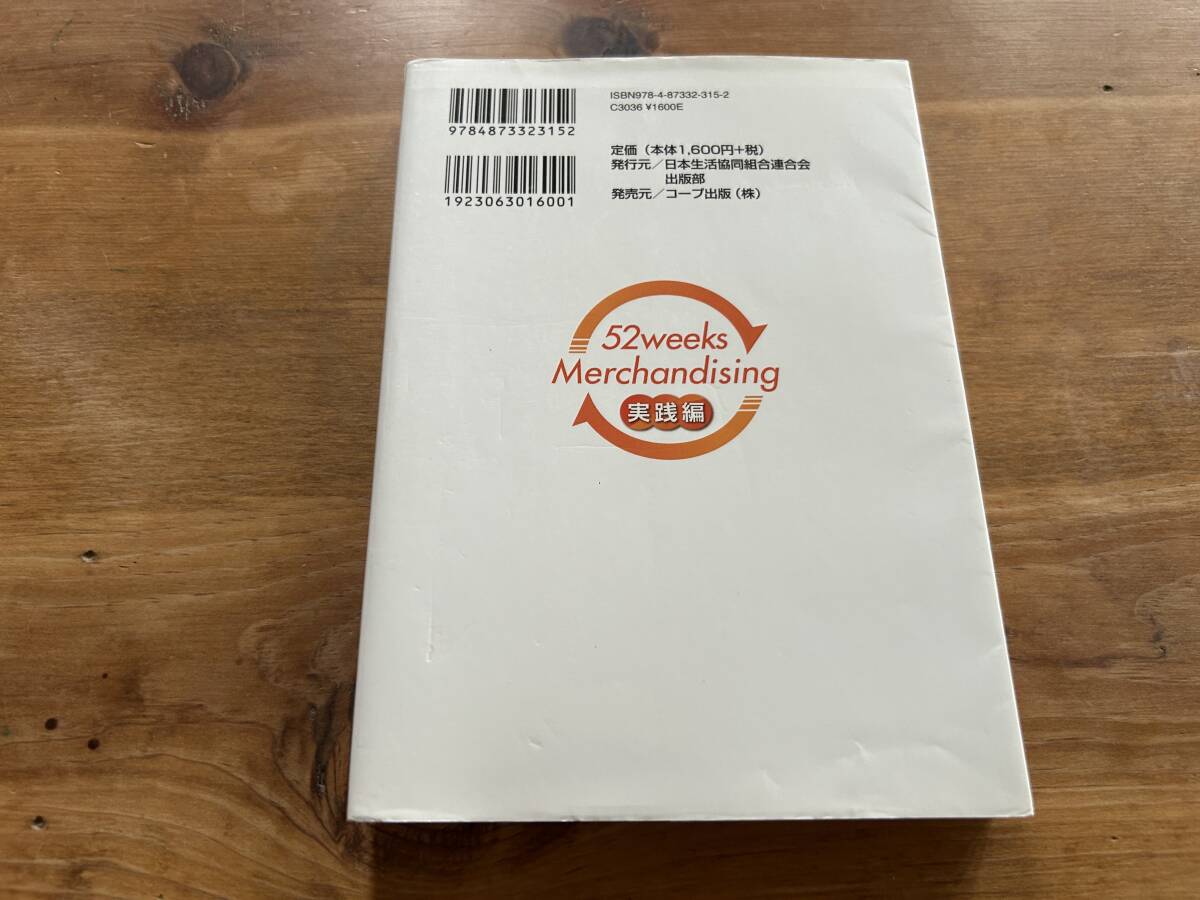 9784873323152
1923063016001
ISBN978-4-87332-315-2
C3036 ¥1600E
定価（本体1,600円+税）
発行元／日本生活協同組合連合会
出版部
発売元／コープ出版（株）
52weeks
Merchandising
実践編